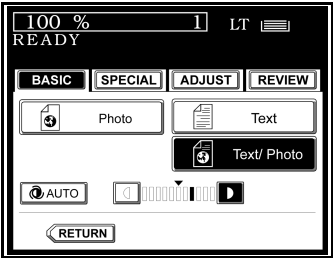 100 % 1 LT
READY
BASIC SPECIAL ADJUST REVIEW
Photo Text
Text/ Photo
AUTO
RETURN